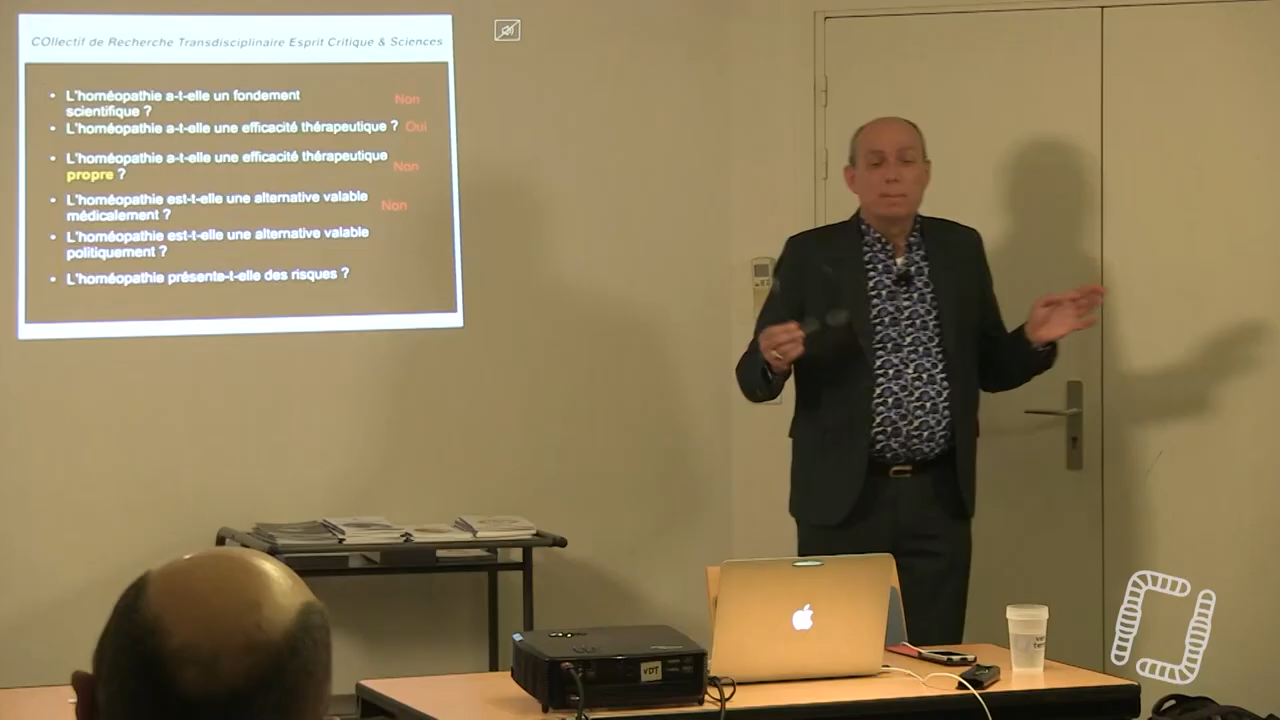 COllectif de Recherche Transdisciplinaire Esprit Critique & Sciences
• L'homéopathie a-t-elle un fondement
scientifique ? Non
• L'homéopathie a-t-elle une efficacité thérapeutique ? Oui
• L'homéopathie a-t-elle une efficacité thérapeutique
propre ? Non
• L'homéopathie est-t-elle une alternative valable
médicalement ? Non
• L'homéopathie est-t-elle une alternative valable
politiquement ?
• L'homéopathie présente-t-elle des risques ?
VDT